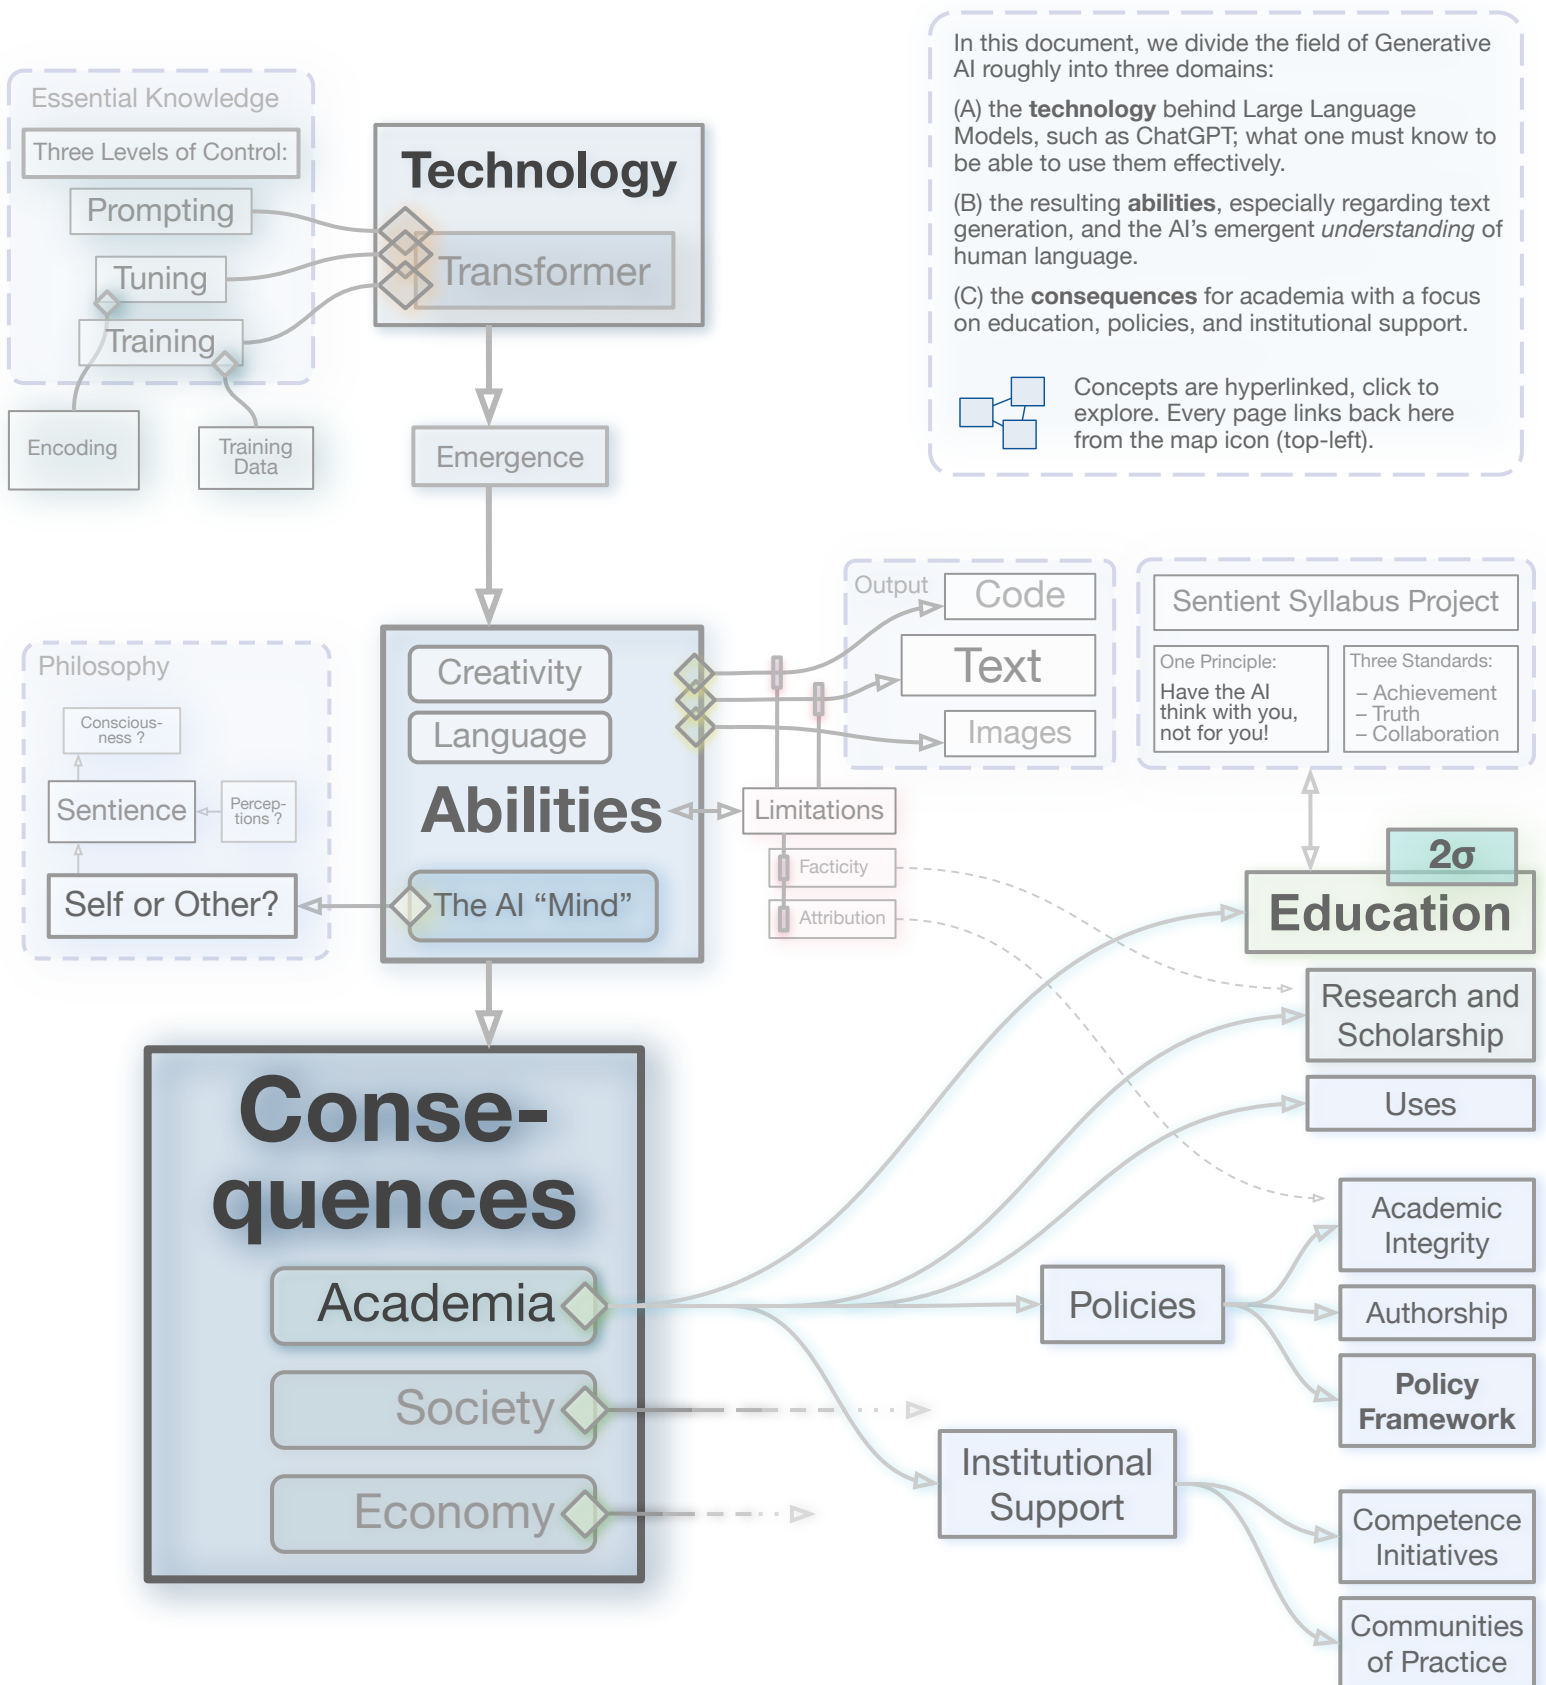 In this document, we divide the field of Generative
AI roughly into three domains:
(A) the technology behind Large Language
Models, such as ChatGPT; what one must know to
be able to use them effectively.
(B) the resulting abilities, especially regarding text
generation, and the AI’s emergent understanding of
human language.
(C) the consequences for academia with a focus
on education, policies, and institutional support.
Concepts are hyperlinked, click to
explore. Every page links back here
from the map icon (top-left).
Essential Knowledge
Three Levels of Control:
Prompting
Tuning
Training
Encoding
Training
Data
Technology
Transformer
Emergence
Philosophy
Conscious-
ness ?
Sentience
Percep-
tions ?
Self or Other?
Creativity
Language
Abilities
The AI “Mind”
Output
Code
Text
Images
Limitations
Facticity
Attribution
Sentient Syllabus Project
One Principle:
Have the AI
think with you,
not for you!
Three Standards:
– Achievement
– Truth
– Collaboration
2σ
Education
Research and
Scholarship
Uses
Conse-
quences
Academia
Society
Economy
Policies
Academic
Integrity
Authorship
Policy
Framework
Institutional
Support
Competence
Initiatives
Communities
of Practice